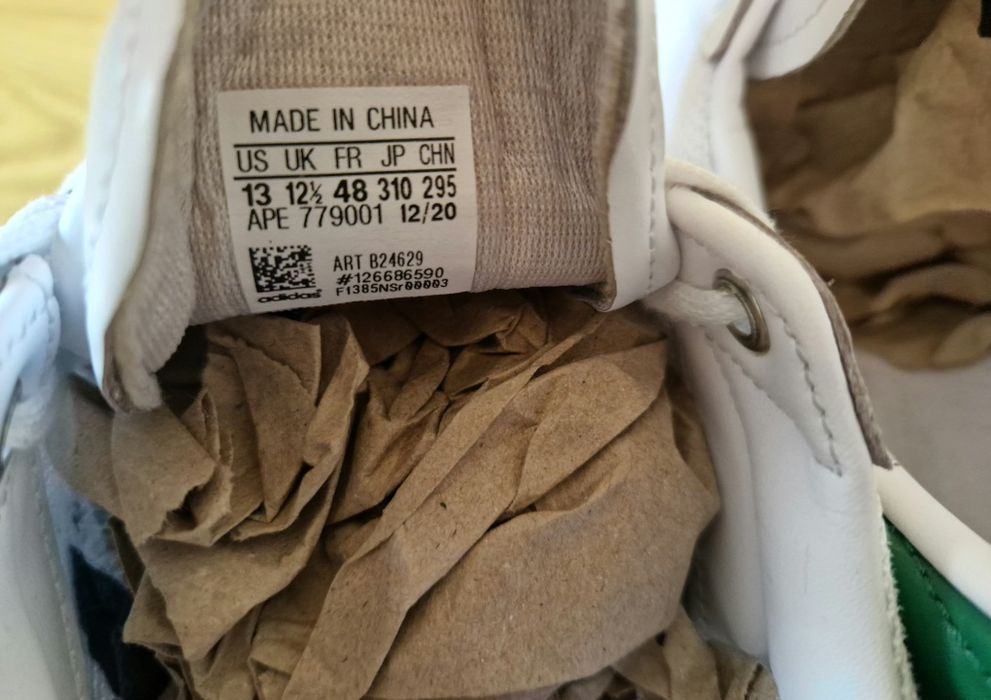 MADE IN CHINA
US UK FR JP CHN
13 12½ 48 310 295
APE 779001 12/20
ART B24629
#126686590
F1385NSr00003
adidas